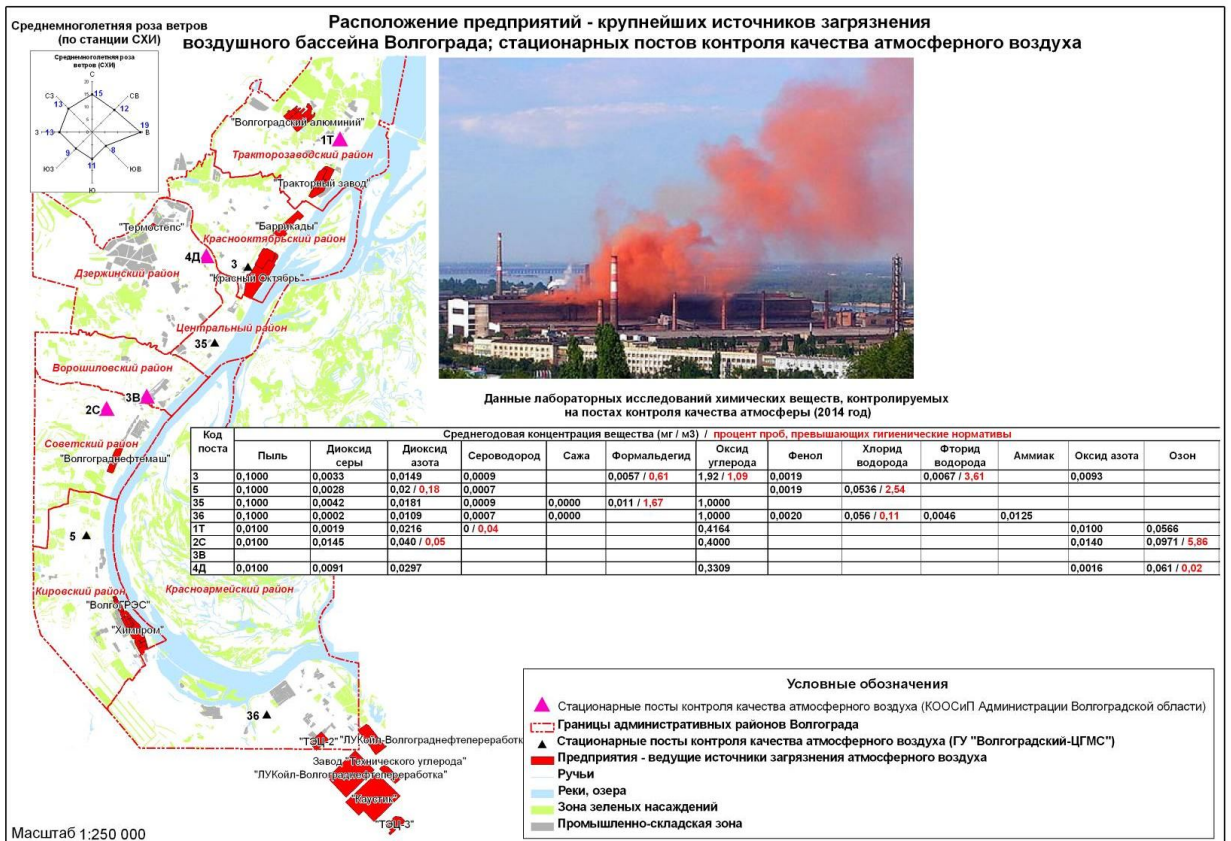 Среднемноголетняя роза ветров
(по станции СХИ)
Расположение предприятий - крупнейших источников загрязнения
воздушного бассейна Волгограда; стационарных постов контроля качества атмосферного воздуха
Среднемноголетняя роза
ветров (СХИ)
С
20
15
15
10
5
0
СЗ
13
СВ
12
З
13
19
В
9
8
ЮЗ
11
ЮВ
Ю
"Волгоградский алюминий"
1Т
Тракторозаводский район
"Тракторный завод"
"Баррикады"
"Термостепс"
Краснооктябрьский район
4Д
3
Дзержинский район
"Красный Октябрь"
Центральный район
35
Ворошиловский район
3В
2С
Советский район
"Волгограднефтемаш"
5
Кировский район
Красноармейский район
"Волго ГРЭС"
"Химпром"
36
"ТЭЦ-2"
"ЛУКойл-Волгограднефтепереработк
Завод "Технического углерода"
"ЛУКойл-Волгограднефтепереработка"
"Каустик"
"ТЭЦ-3"
Масштаб 1:250 000
Данные лабораторных исследований химических веществ, контролируемых
на постах контроля качества атмосферы (2014 год)
Код поста Среднегодовая концентрация вещества (мг / м3) / процент проб, превышающих гигиенические нормативы
Пыль Диоксид серы Диоксид азота Сероводород Сажа Формальдегид Оксид углерода Фенол Хлорид водорода Фторид водорода Аммиак Оксид азота Озон
3 0,1000 0,0033 0,0149 0,0009 0,0057 / 0,61 1,92 / 1,09 0,0019 0,0067 / 3,61 0,0093
5 0,1000 0,0028 0,02 / 0,18 0,0007 0,0019 0,0536 / 2,54
35 0,1000 0,0042 0,0181 0,0009 0,0000 0,011 / 1,67 1,0000
36 0,1000 0,0002 0,0109 0,0007 0,0000 1,0000 0,0020 0,056 / 0,11 0,0046 0,0125
1Т 0,0100 0,0019 0,0216 0 / 0,04 0,4164 0,0100 0,0566
2С 0,0100 0,0145 0,040 / 0,05 0,4000 0,0140 0,0971 / 5,86
3В
4Д 0,0100 0,0091 0,0297 0,3309 0,0016 0,061 / 0,02
Условные обозначения
Стационарные посты контроля качества атмосферного воздуха (КООСиП Администрации Волгоградской области)
Границы административных районов Волгограда
Стационарные посты контроля качества атмосферного воздуха (ГУ "Волгоградский-ЦГМС")
Предприятия - ведущие источники загрязнения атмосферного воздуха
Ручьи
Реки, озера
Зона зеленых насаждений
Промышленно-складская зона